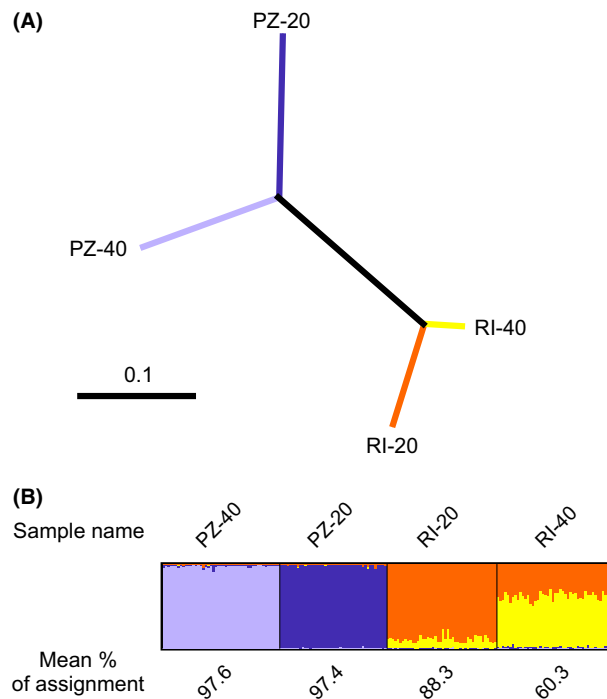 (A)
PZ-20
PZ-40
RI-40
0.1
RI-20
(B)
Sample name
PZ-40 PZ-20 RI-20 RI-40
Mean %
of assignment
97.6 97.4 88.3 60.3